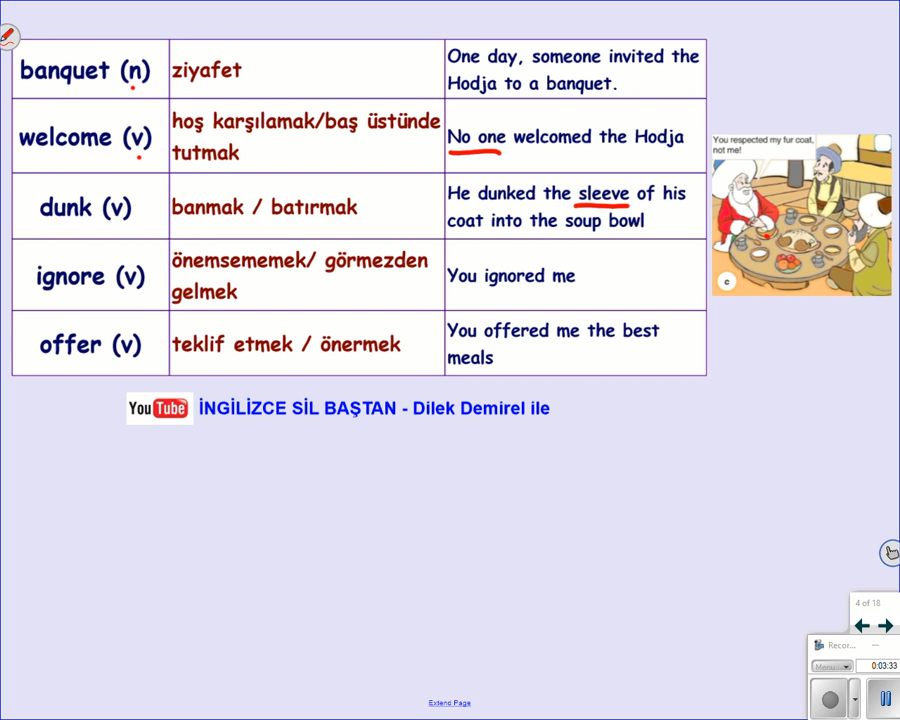 banquet (n)
ziyafet
One day, someone invited the
Hodja to a banquet.
welcome (v)
hoş karşılamak/baş üstünde
tutmak
No one welcomed the Hodja
dunk (v)
banmak / batırmak
He dunked the sleeve of his
coat into the soup bowl
ignore (v)
önemsememek/ görmezden
gelmek
You ignored me
offer (v)
teklif etmek / önermek
You offered me the best
meals
You respected my fur coat,
not me!
c
YouTube İNGİLİZCE SİL BAŞTAN - Dilek Demirel ile
4 of 18
Recor...
Menu...
0:03:33
Extend Page